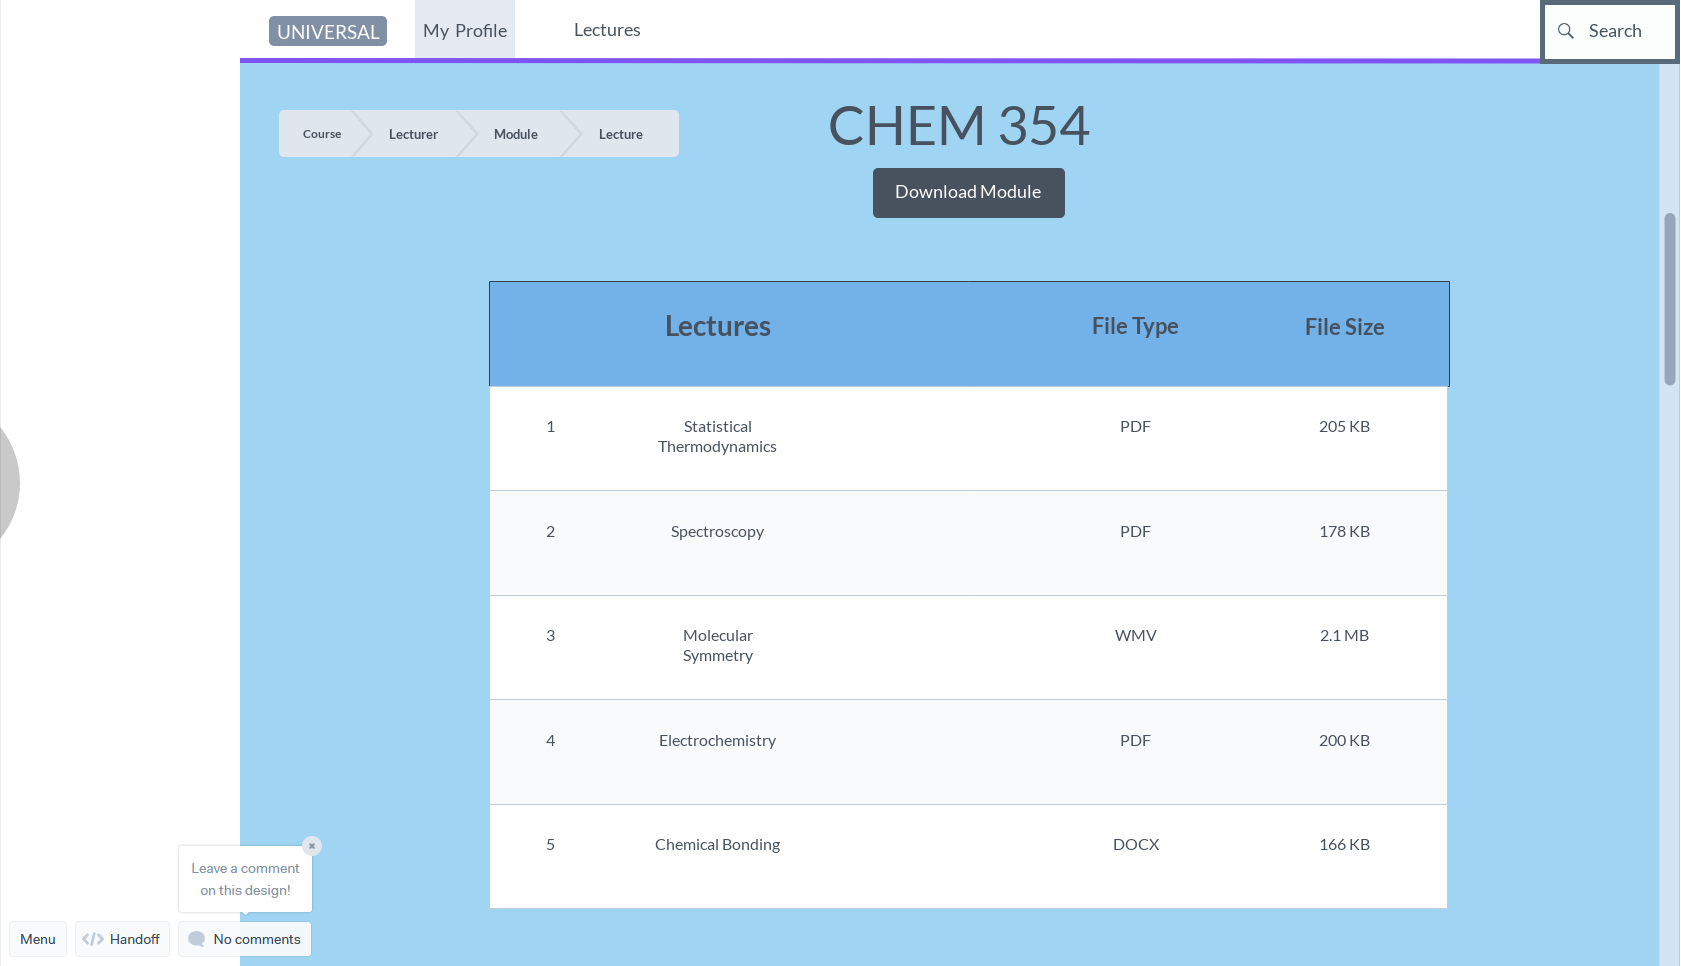 UNIVERSAL My Profile Lectures Search
Course Lecturer Module Lecture
CHEM 354
Download Module
Lectures File Type File Size
1 Statistical PDF 205 KB
Thermodynamics
2 Spectroscopy PDF 178 KB
3 Molecular WMV 2.1 MB
Symmetry
4 Electrochemistry PDF 200 KB
5 Chemical Bonding DOCX 166 KB
Leave a comment
on this design!
Menu </> Handoff No comments